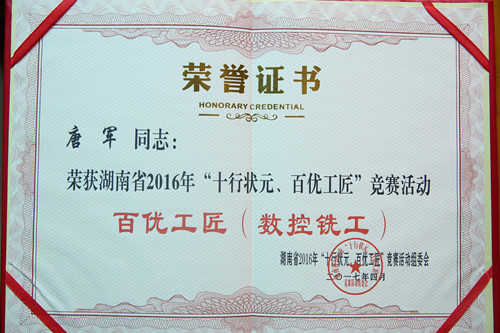 荣誉证书
HONORARY CREDENTIAL
唐军 同志：
荣获湖南省2016年“十行状元、百优工匠”竞赛活动
百优工匠（数控铣工）
湖南省2016年“十行状元、百优工匠”竞赛活动组委会
二〇一七年四月